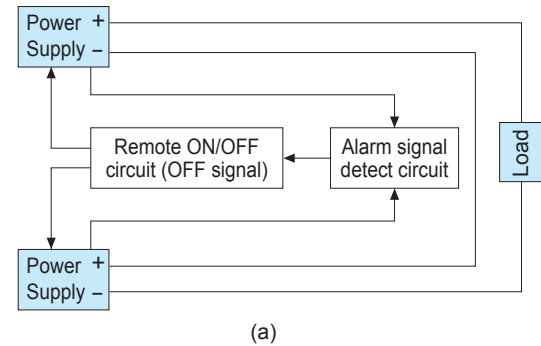 Power +
Supply –
Remote ON/OFF
circuit (OFF signal)
Alarm signal
detect circuit
Load
Power +
Supply –
(a)